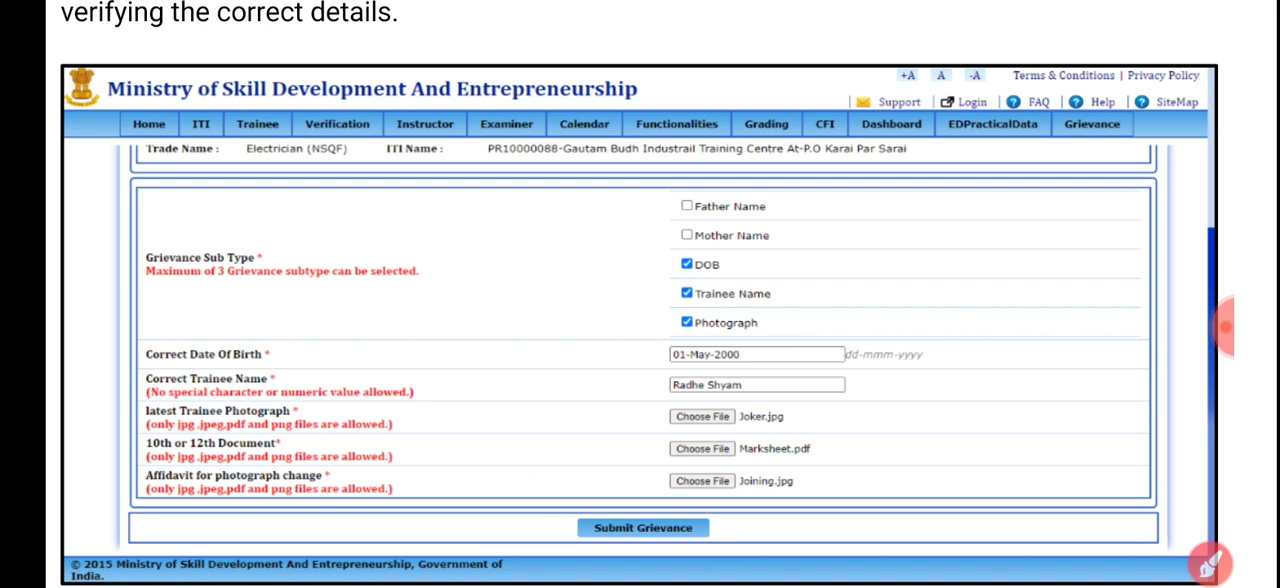 verifying the correct details.
+A A -A Terms & Conditions | Privacy Policy
Ministry of Skill Development And Entrepreneurship
| Support | Login | ? FAQ | ? Help | ? SiteMap
Home ITI Trainee Verification Instructor Examiner Calendar Functionalities Grading CFI Dashboard EDPracticalData Grievance
Trade Name : Electrician (NSQF) ITI Name : PR10000088-Gautam Budh Industrail Training Centre At-P.O Karai Par Sarai
Father Name
Mother Name
Grievance Sub Type *
Maximum of 3 Grievance subtype can be selected.
DOB
Trainee Name
Photograph
Correct Date Of Birth * 01-May-2000 dd-mmm-yyyy
Correct Trainee Name *
(No special character or numeric value allowed.) Radhe Shyam
latest Trainee Photograph *
(only jpg ,jpeg,pdf and png files are allowed.) Choose File Joker.jpg
10th or 12th Document*
(only jpg ,jpeg,pdf and png files are allowed.) Choose File Marksheet.pdf
Affidavit for photograph change *
(only jpg ,jpeg,pdf and png files are allowed.) Choose File Joining.jpg
Submit Grievance
© 2015 Ministry of Skill Development And Entrepreneurship, Government of
India.